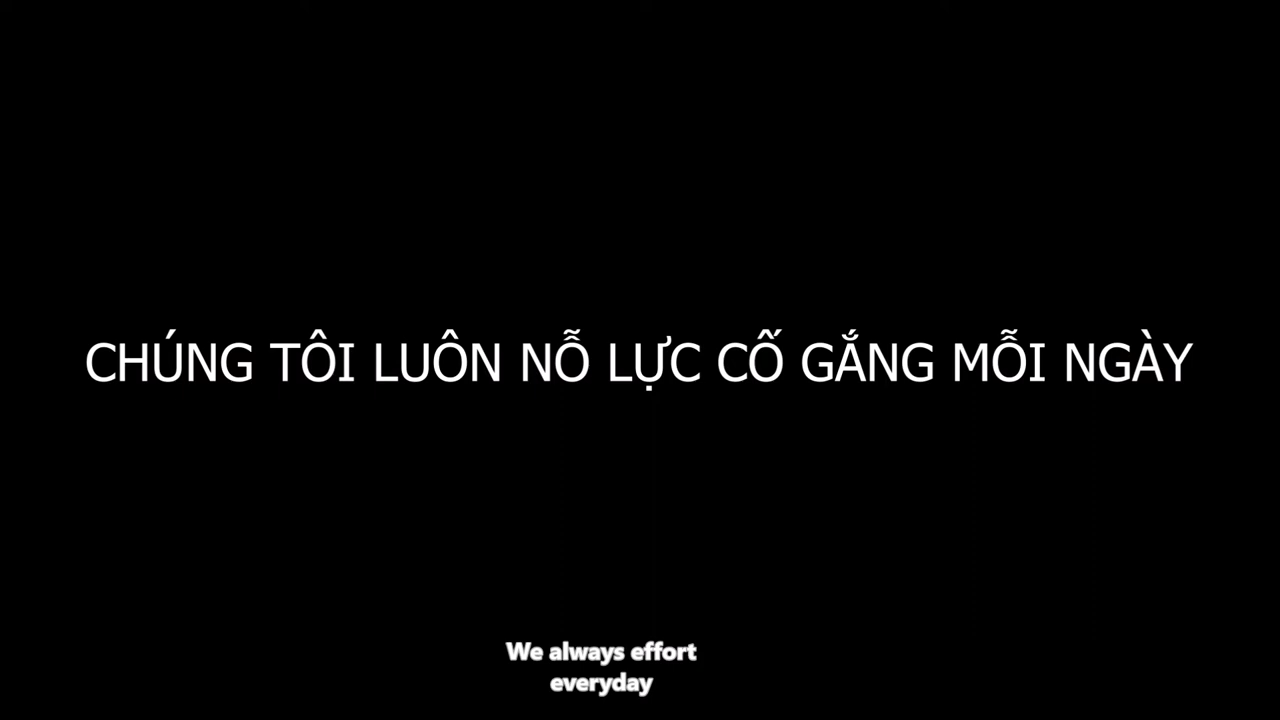 CHÚNG TÔI LUÔN NỖ LỰC CỐ GẮNG MỖI NGÀY
We always effort
everyday